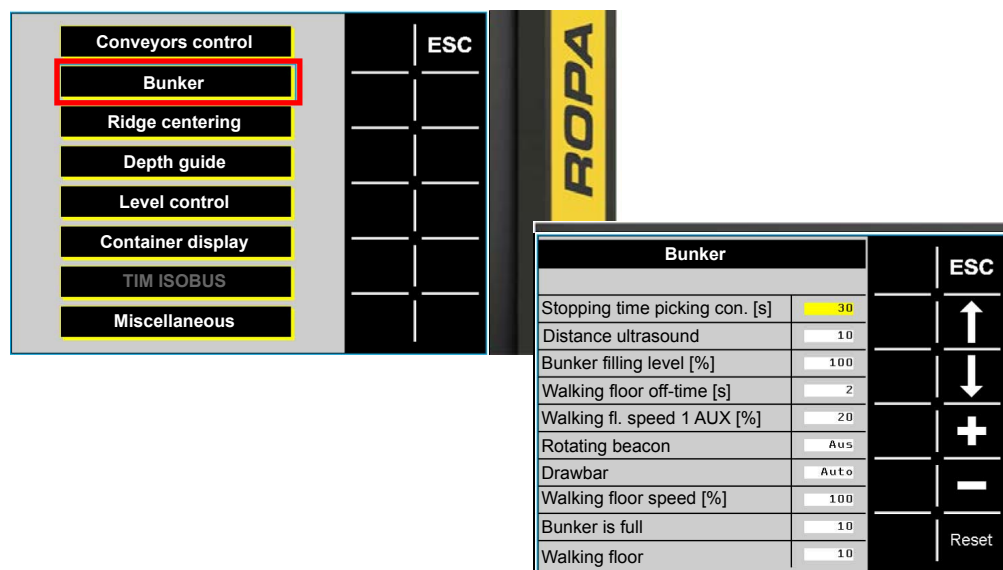 Conveyors control
ESC
Bunker
Ridge centering
Depth guide
Level control
Container display
TIM ISOBUS
Miscellaneous
ROPA
Bunker
ESC
Stopping time picking con. [s] 30
Distance ultrasound 10
Bunker filling level [%] 100
Walking floor off-time [s] 2
Walking fl. speed 1 AUX [%] 20
Rotating beacon Aus
Drawbar Auto
Walking floor speed [%] 100
Bunker is full 10
Reset
Walking floor 10